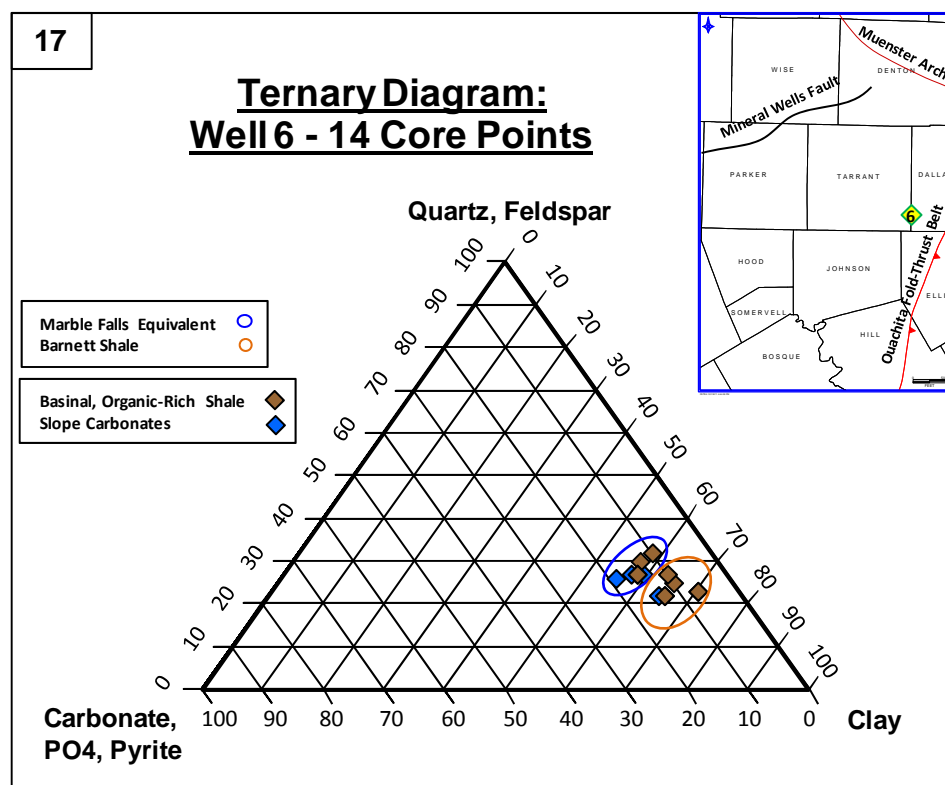 17
Ternary Diagram:
Well 6 - 14 Core Points
Quartz, Feldspar
Marble Falls Equivalent
Barnett Shale
Basinal, Organic-Rich Shale
Slope Carbonates
100
90
80
70
60
50
40
30
20
10
0
0
10
20
30
40
50
60
70
80
90
100
100
90
80
70
60
50
40
30
20
10
0
Carbonate,
PO4, Pyrite
Clay
WISE
DENTON
Muenster Arch
Mineral Wells Fault
PARKER
TARRANT
DALLA
6
HOOD
JOHNSON
ELLI
SOMERVELL
HILL
BOSQUE
Ouachita Fold-Thrust Belt
FEET